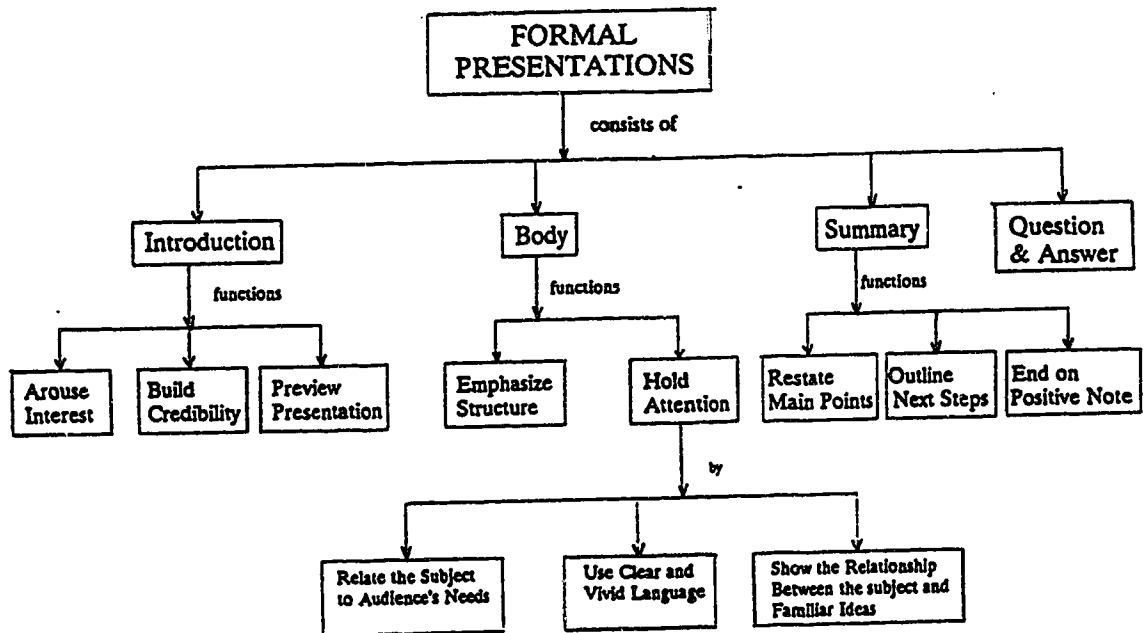 FORMAL
PRESENTATIONS
consists of
Introduction
Body
Summary
Question
& Answer
functions
functions
functions
Arouse
Interest
Build
Credibility
Preview
Presentation
Emphasize
Structure
Hold
Attention
Restate
Main Points
Outline
Next Steps
End on
Positive Note
by
Relate the Subject
to Audience's Needs
Use Clear and
Vivid Language
Show the Relationship
Between the subject and
Familiar Ideas